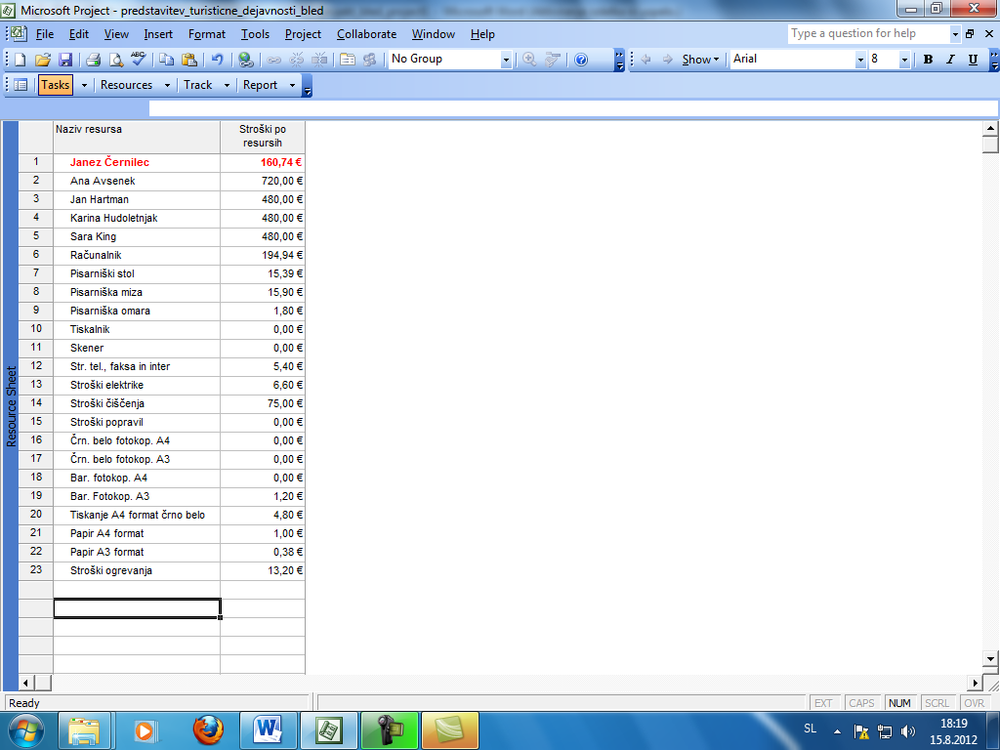 Microsoft Project - predstavitev_turisticne_dejavnosti_bled
File Edit View Insert Format Tools Project Collaborate Window Help Type a question for help
No Group Show Arial 8 B I U
Tasks Resources Track Report
Naziv resursa Stroški po
resursih
1 Janez Černilec 160,74 €
2 Ana Avsenek 720,00 €
3 Jan Hartman 480,00 €
4 Karina Hudoletnjak 480,00 €
5 Sara King 480,00 €
6 Računalnik 194,94 €
7 Pisarniški stol 15,39 €
8 Pisarniška miza 15,90 €
9 Pisarniška omara 1,80 €
10 Tiskalnik 0,00 €
11 Skener 0,00 €
12 Str. tel., faksa in inter 5,40 €
13 Stroški elektrike 6,60 €
14 Stroški čiščenja 75,00 €
15 Stroški popravil 0,00 €
16 Črn. belo fotokop. A4 0,00 €
17 Črn. belo fotokop. A3 0,00 €
18 Bar. fotokop. A4 0,00 €
19 Bar. Fotokop. A3 1,20 €
20 Tiskanje A4 format črno belo 4,80 €
21 Papir A4 format 1,00 €
22 Papir A3 format 0,38 €
23 Stroški ogrevanja 13,20 €
Resource Sheet
Ready EXT CAPS NUM SCRL OVR
SL 18:19
15.8.2012